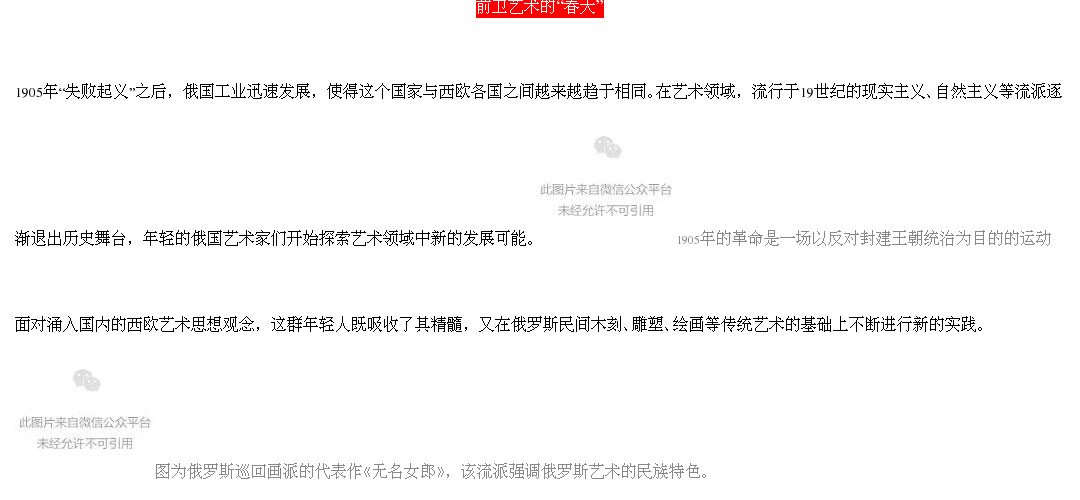 前卫艺术的“春天”
1905年“失败起义”之后，俄国工业迅速发展，使得这个国家与西欧各国之间越来越趋于相同。在艺术领域，流行于19世纪的现实主义、自然主义等流派逐
此图片来自微信公众平台
未经允许不可引用
渐退出历史舞台，年轻的俄国艺术家们开始探索艺术领域中新的发展可能。 1905年的革命是一场以反对封建王朝统治为目的的运动
面对涌入国内的西欧艺术思想观念，这群年轻人既吸收了其精髓，又在俄罗斯民间木刻、雕塑、绘画等传统艺术的基础上不断进行新的实践。
此图片来自微信公众平台
未经允许不可引用
图为俄罗斯巡回画派的代表作《无名女郎》，该流派强调俄罗斯艺术的民族特色。